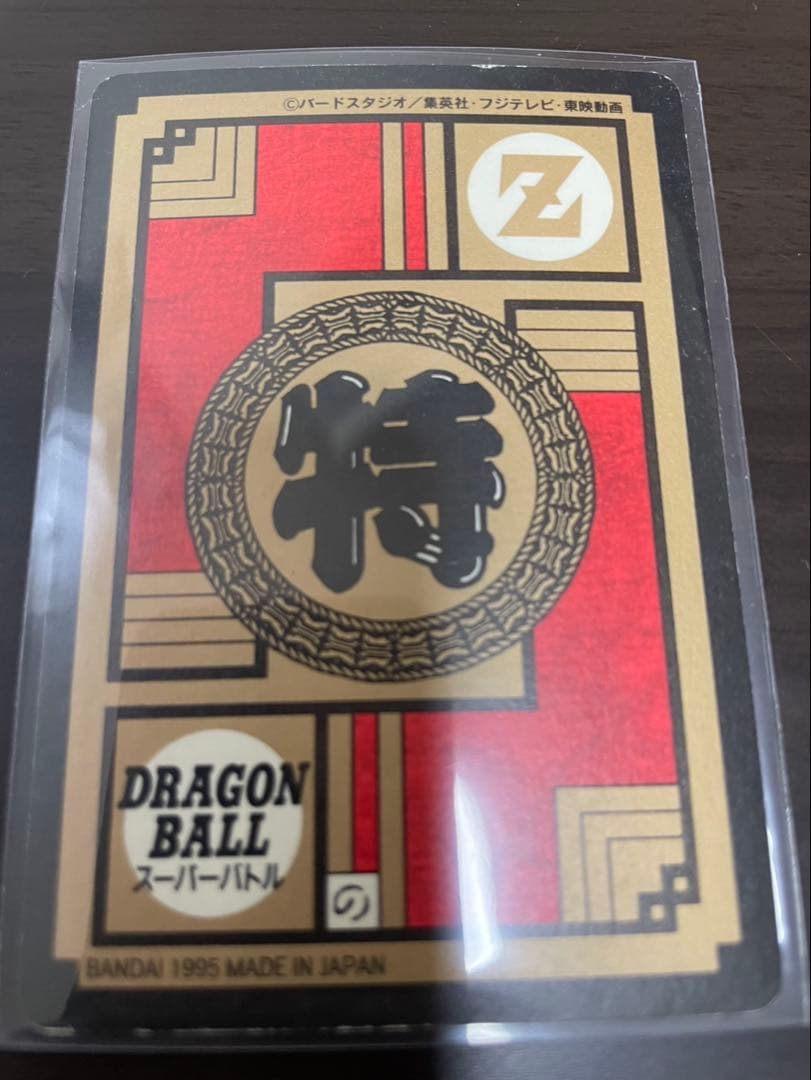 ©バードスタジオ／集英社・フジテレビ・東映動画
Z
特
DRAGON
BALL
スーパーバトル
の
BANDAI 1995 MADE IN JAPAN